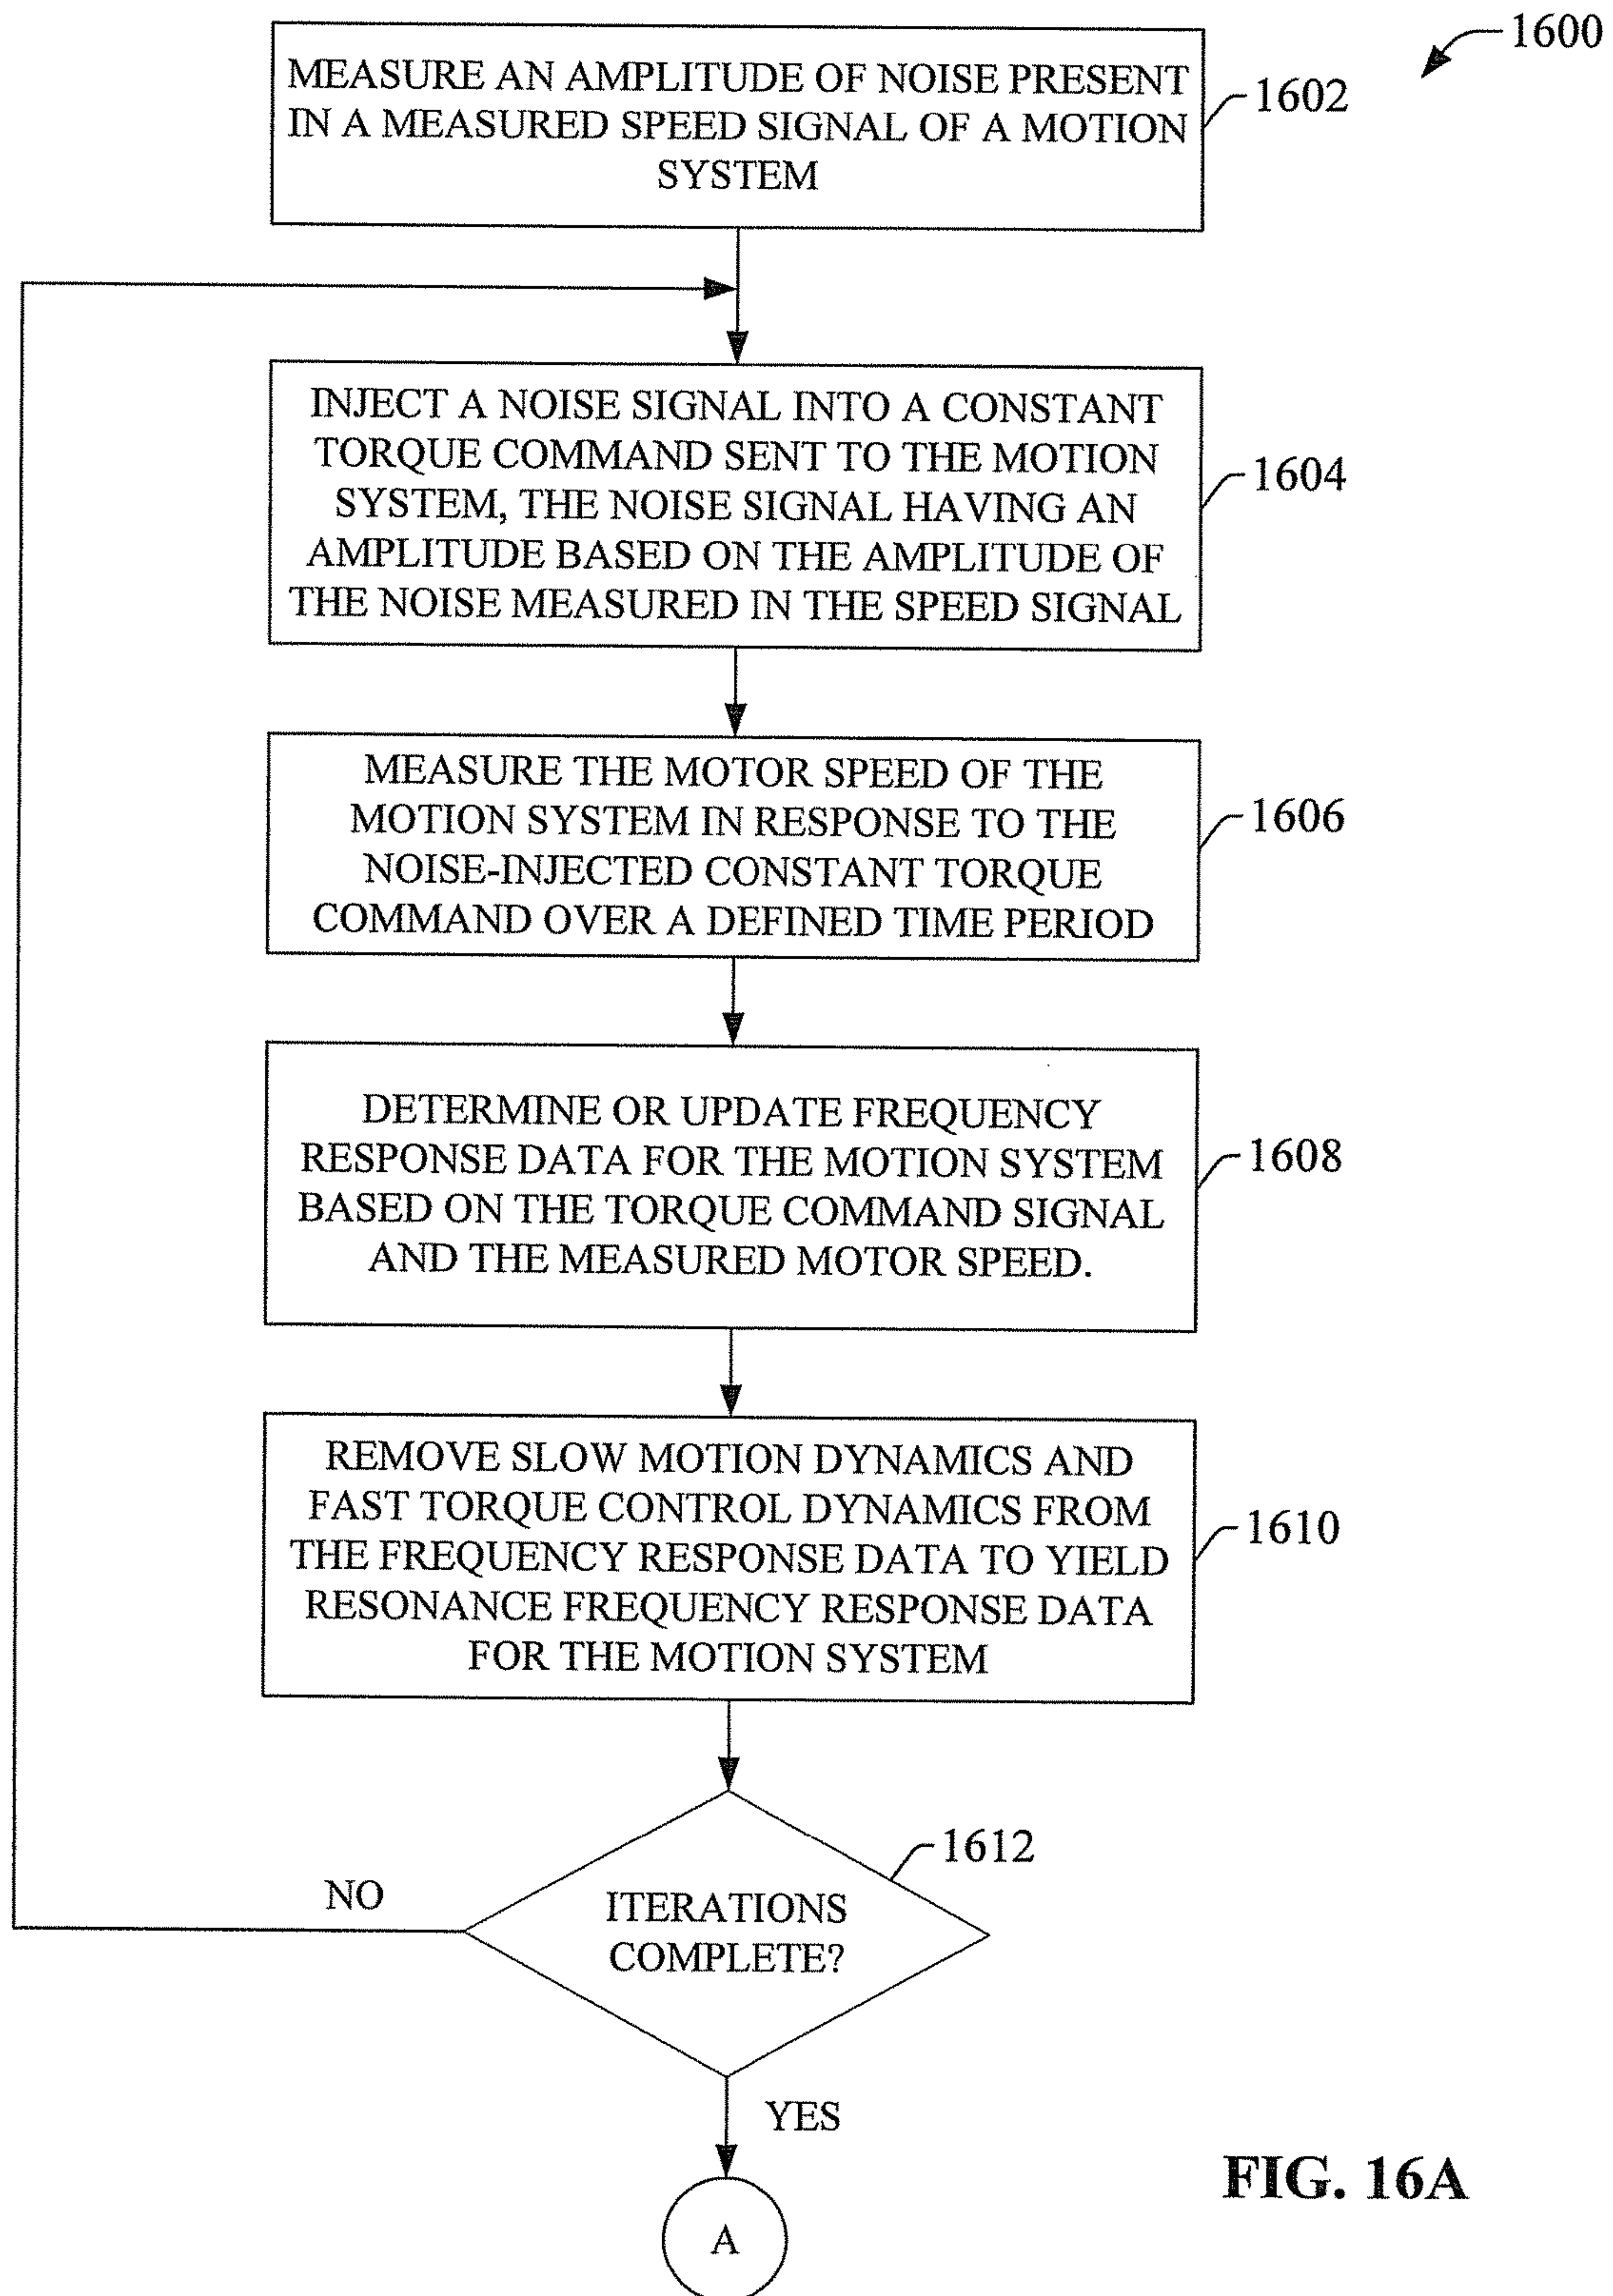 1600
MEASURE AN AMPLITUDE OF NOISE PRESENT
IN A MEASURED SPEED SIGNAL OF A MOTION
SYSTEM
1602
INJECT A NOISE SIGNAL INTO A CONSTANT
TORQUE COMMAND SENT TO THE MOTION
SYSTEM, THE NOISE SIGNAL HAVING AN
AMPLITUDE BASED ON THE AMPLITUDE OF
THE NOISE MEASURED IN THE SPEED SIGNAL
1604
MEASURE THE MOTOR SPEED OF THE
MOTION SYSTEM IN RESPONSE TO THE
NOISE-INJECTED CONSTANT TORQUE
COMMAND OVER A DEFINED TIME PERIOD
1606
DETERMINE OR UPDATE FREQUENCY
RESPONSE DATA FOR THE MOTION SYSTEM
BASED ON THE TORQUE COMMAND SIGNAL
AND THE MEASURED MOTOR SPEED.
1608
REMOVE SLOW MOTION DYNAMICS AND
FAST TORQUE CONTROL DYNAMICS FROM
THE FREQUENCY RESPONSE DATA TO YIELD
RESONANCE FREQUENCY RESPONSE DATA
FOR THE MOTION SYSTEM
1610
1612
NO
ITERATIONS
COMPLETE?
YES
A
FIG. 16A